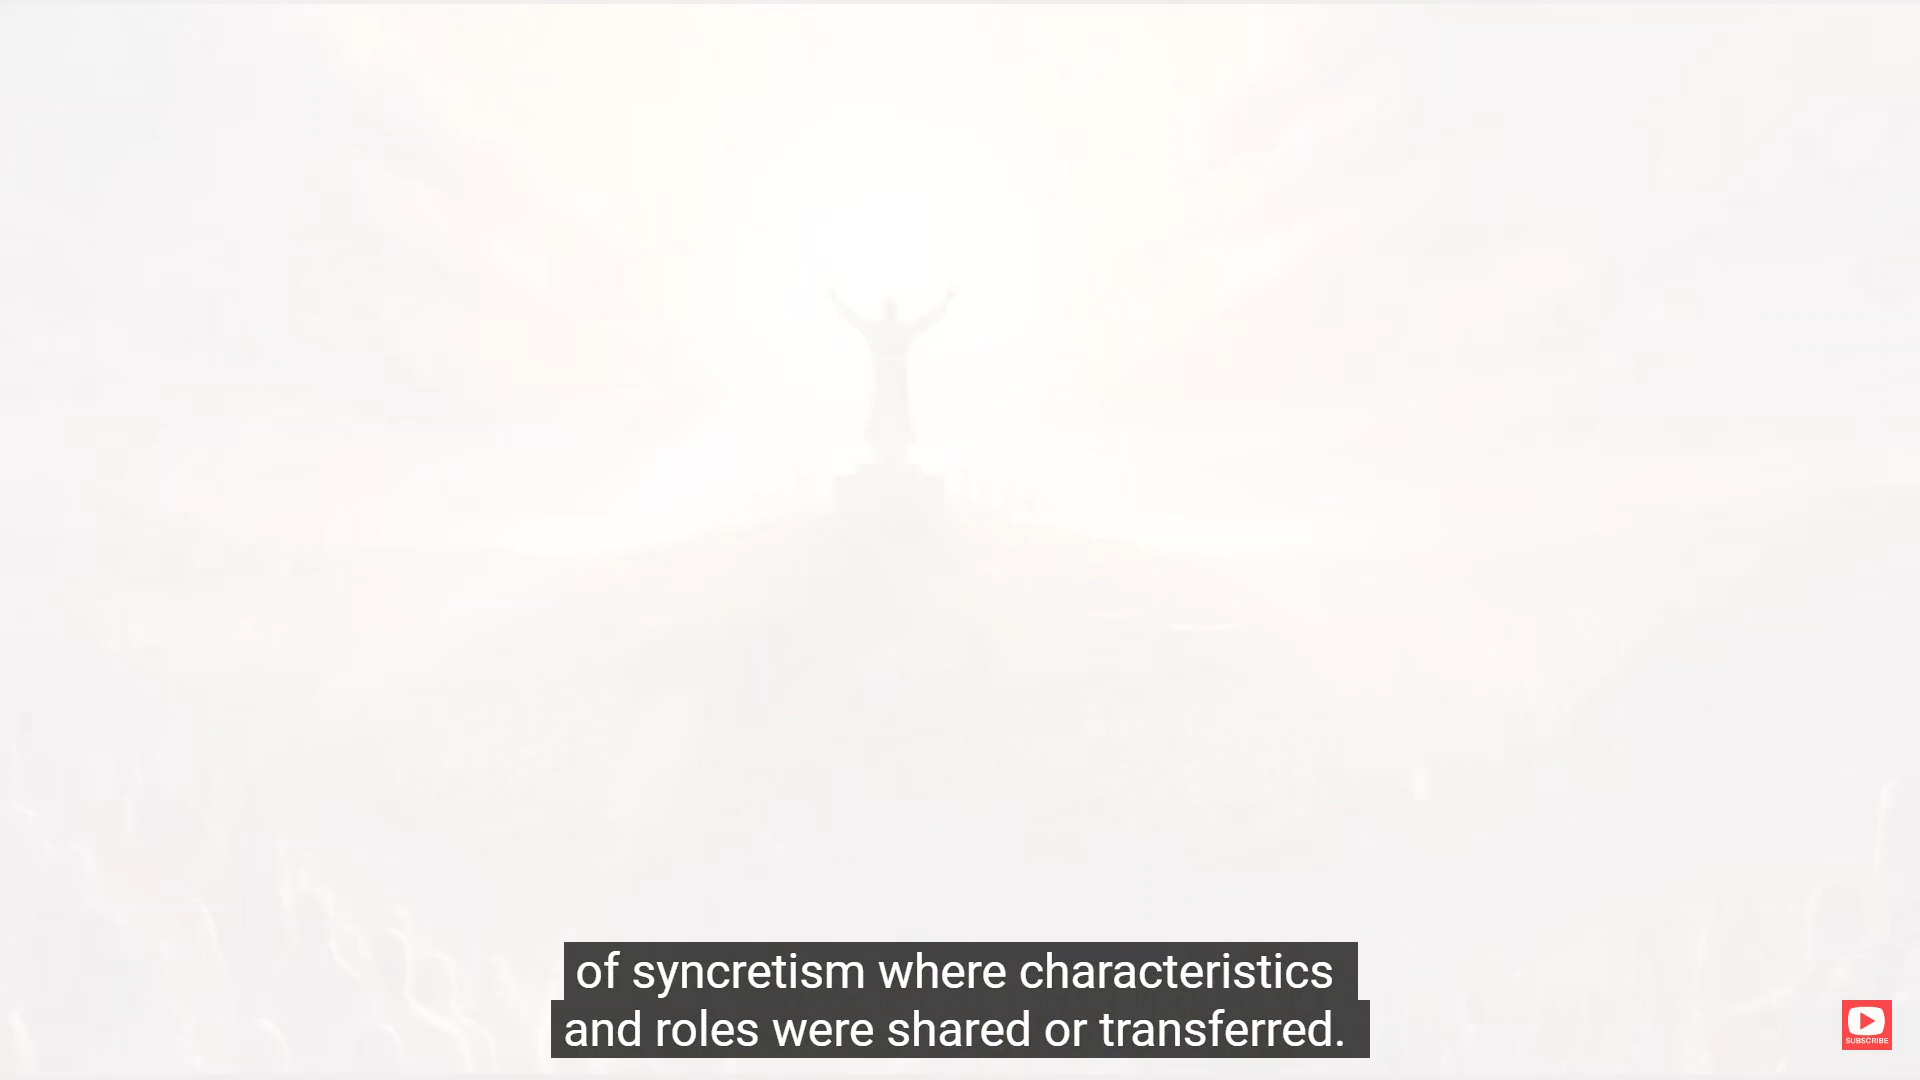 of syncretism where characteristics
and roles were shared or transferred.
SUBSCRIBE